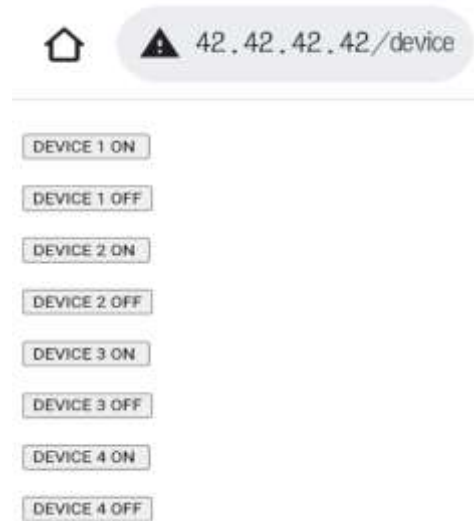 42.42.42.42/device
DEVICE 1 ON
DEVICE 1 OFF
DEVICE 2 ON
DEVICE 2 OFF
DEVICE 3 ON
DEVICE 3 OFF
DEVICE 4 ON
DEVICE 4 OFF